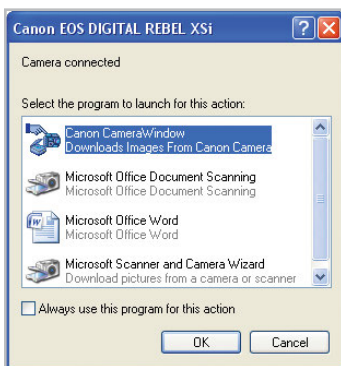 Canon EOS DIGITAL REBEL XSi
Camera connected
Select the program to launch for this action:
Canon CameraWindow
Downloads Images From Canon Camera
Microsoft Office Document Scanning
Microsoft Office Document Scanning
Microsoft Office Word
Microsoft Office Word
Microsoft Scanner and Camera Wizard
Download pictures from a camera or scanner
Always use this program for this action
OK Cancel